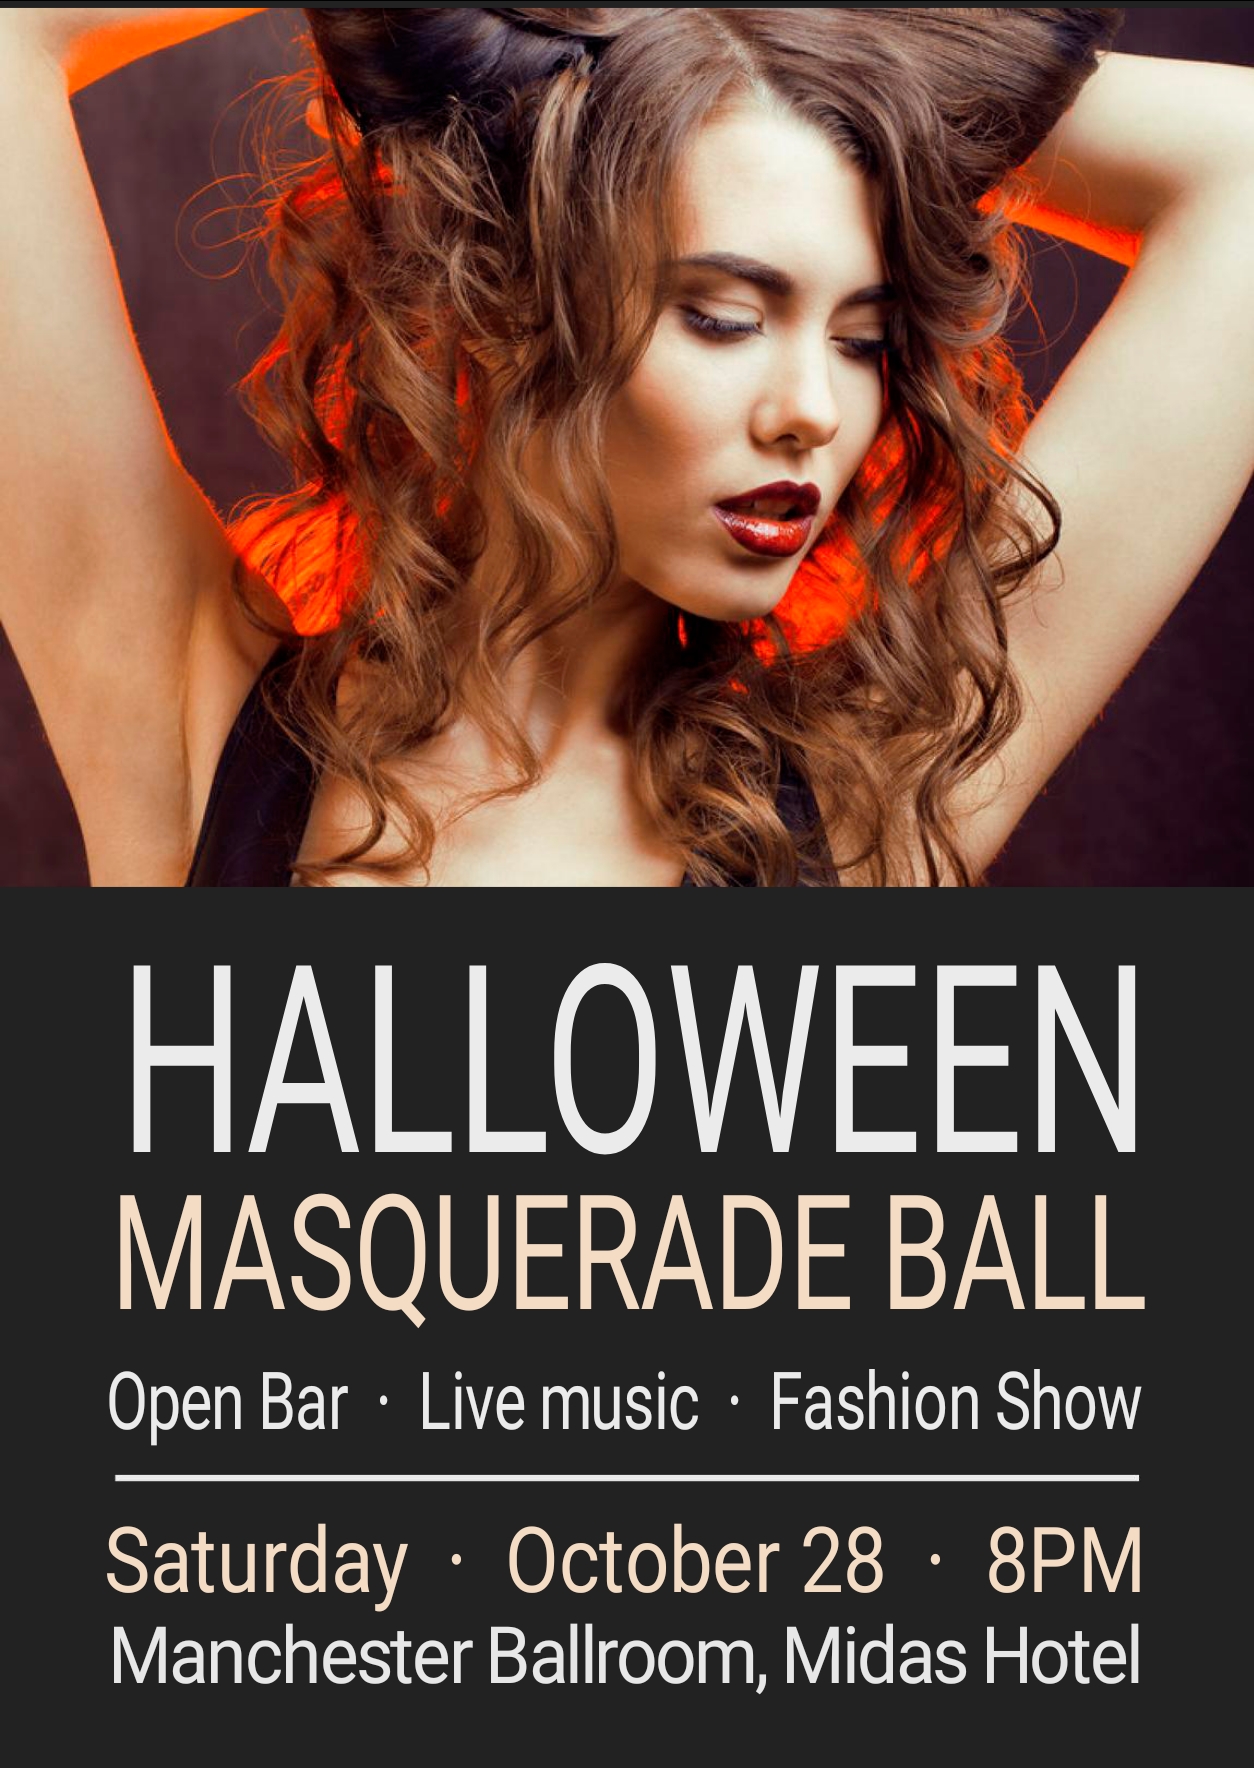 HALLOWEEN
MASQUERADE BALL
Open Bar · Live music · Fashion Show
Saturday · October 28 · 8PM
Manchester Ballroom, Midas Hotel